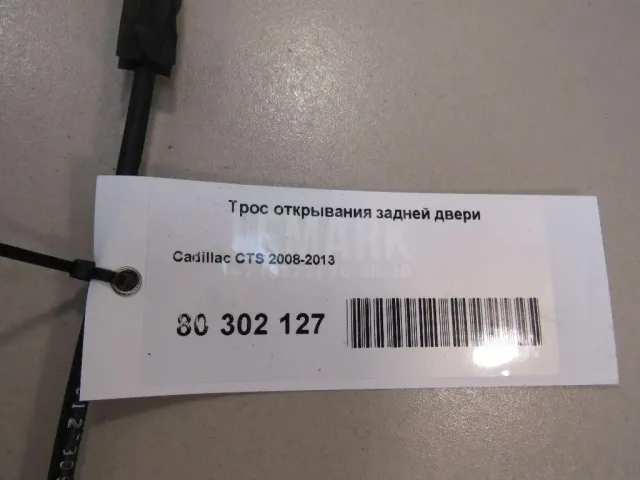 Трос открывания задней двери
Cadillac CTS 2008-2013
80 302 127